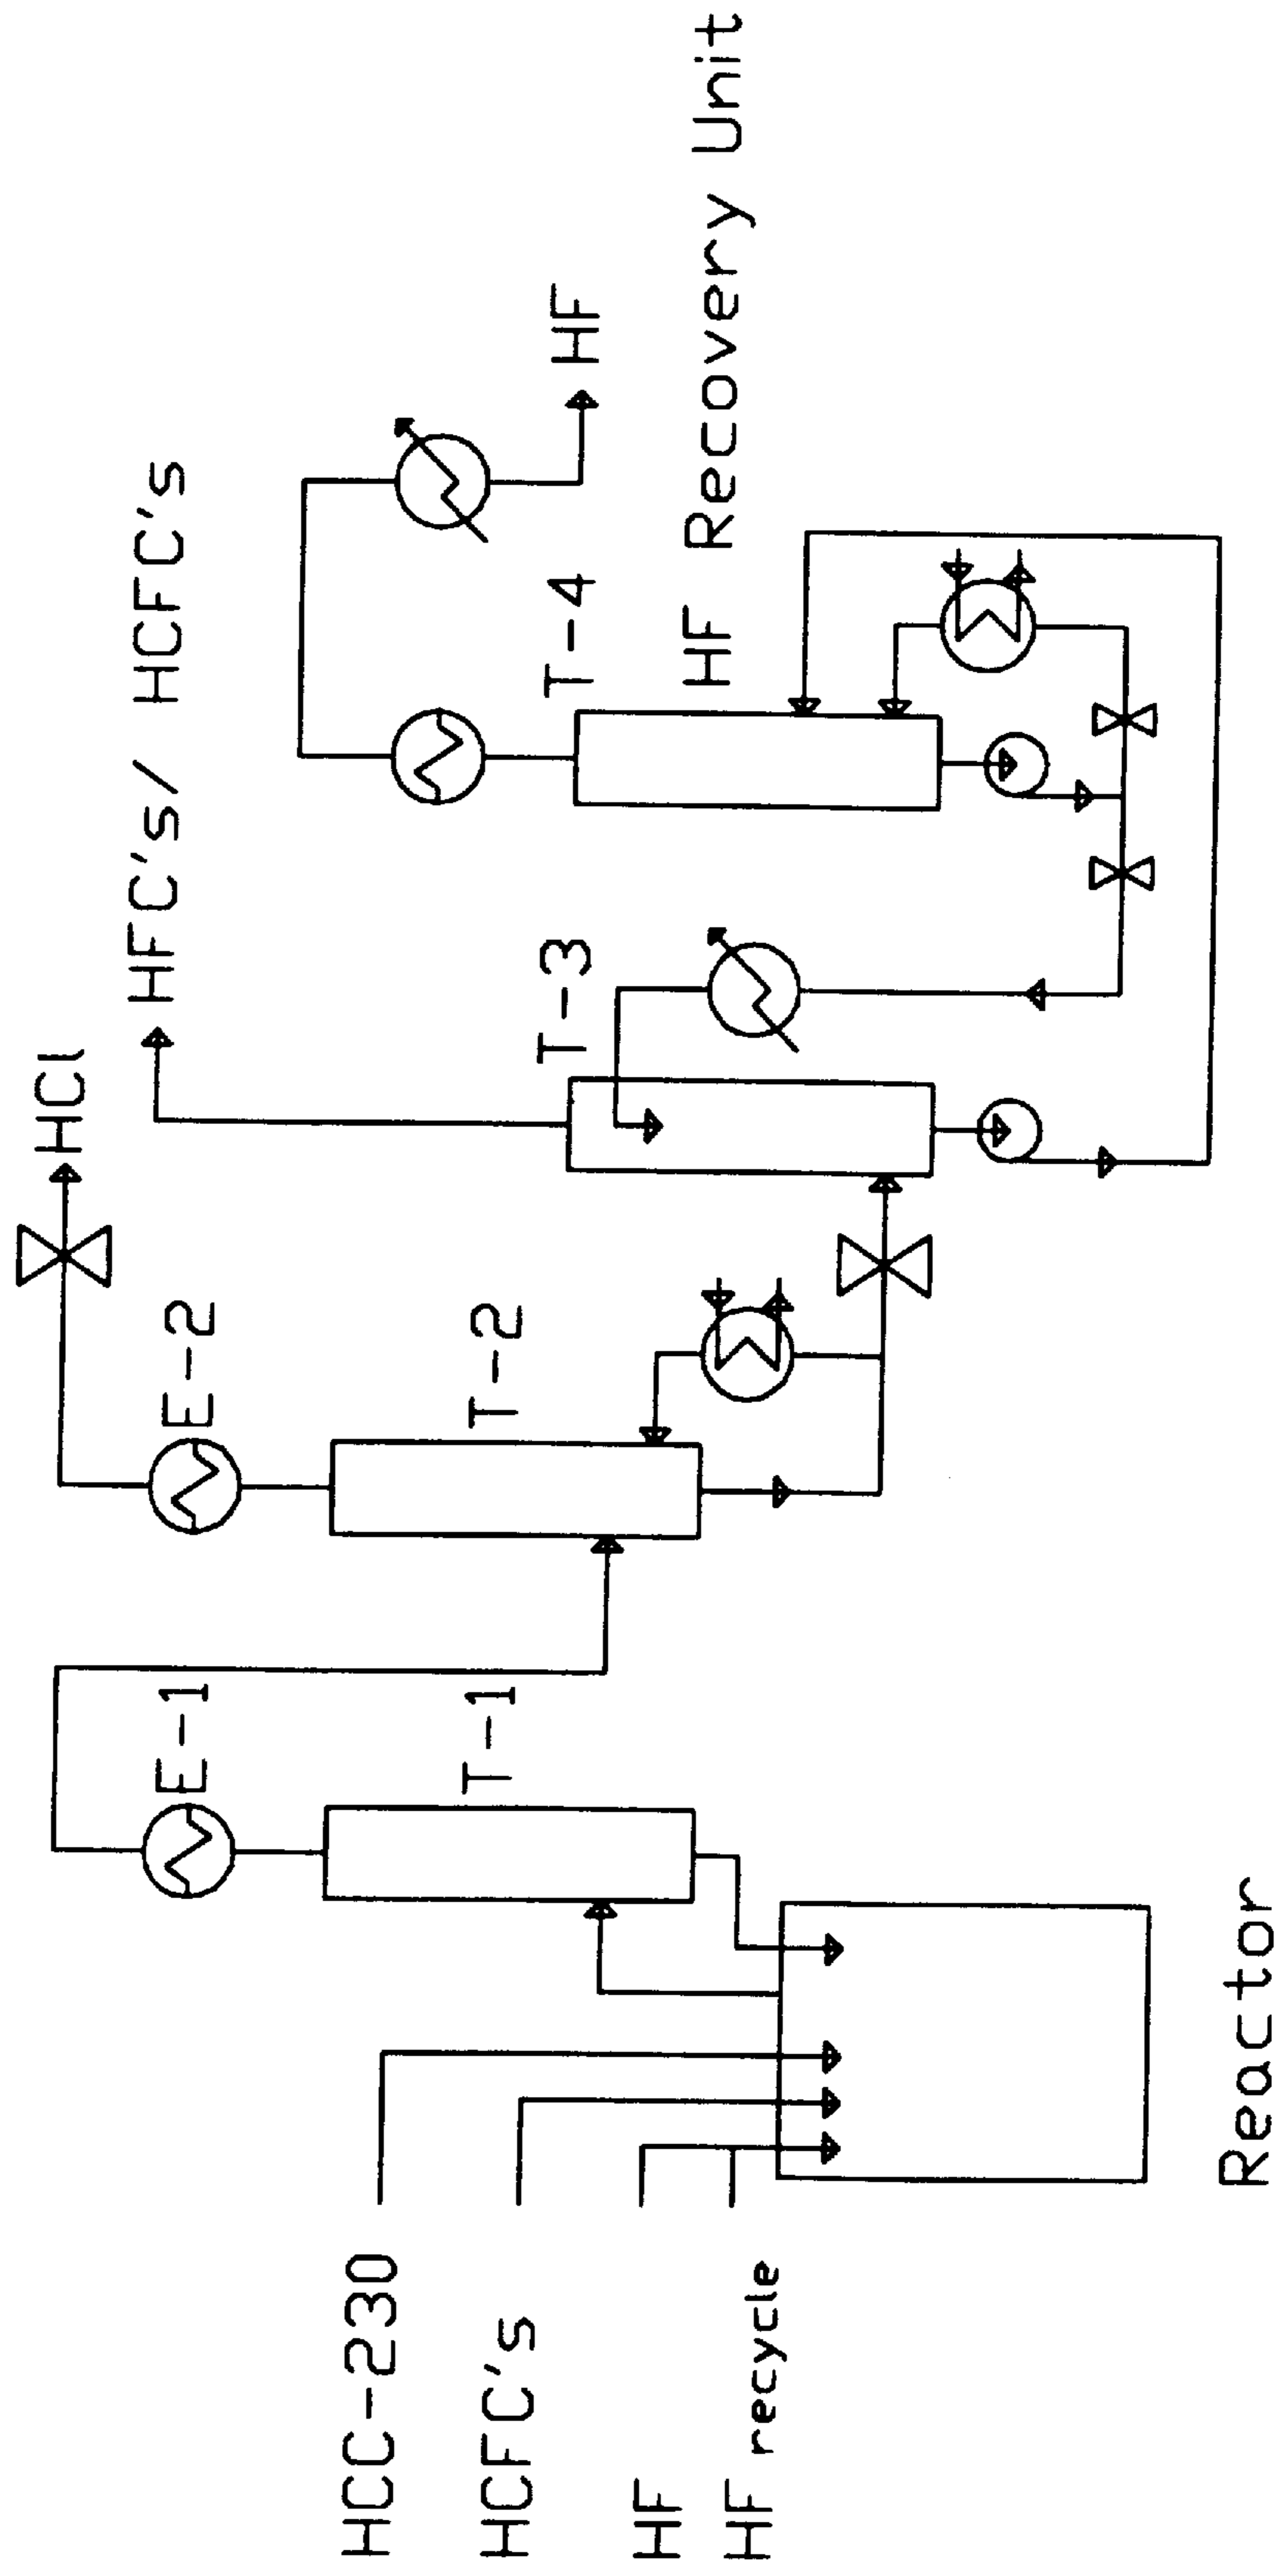 HCl
HFC's/ HCFC's
E-1
E-2
HCC-230
T-1
T-2
HCFC's
T-3
T-4
HF
HF
HF recycle
HF Recovery Unit
Reactor